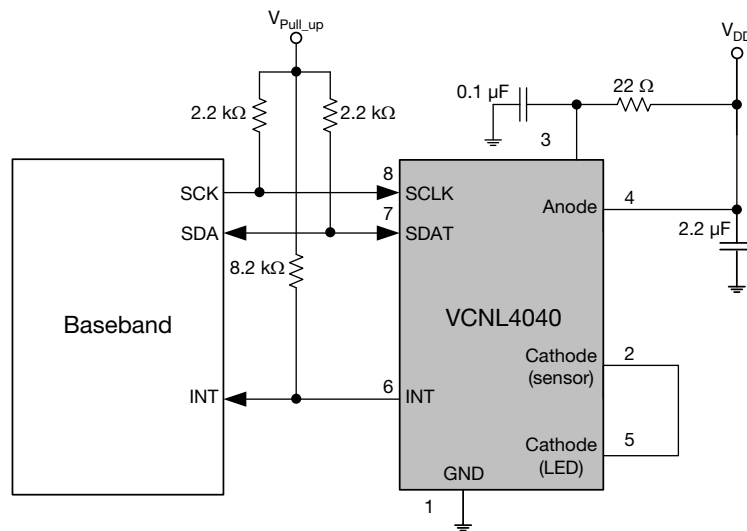 VPull_up
VDD
0.1 µF
22 Ω
2.2 kΩ
2.2 kΩ
3
8
SCK
SCLK
Anode
4
7
SDA
SDAT
2.2 µF
8.2 kΩ
Baseband
VCNL4040
Cathode
(sensor)
2
INT
6
INT
Cathode
(LED)
5
GND
1